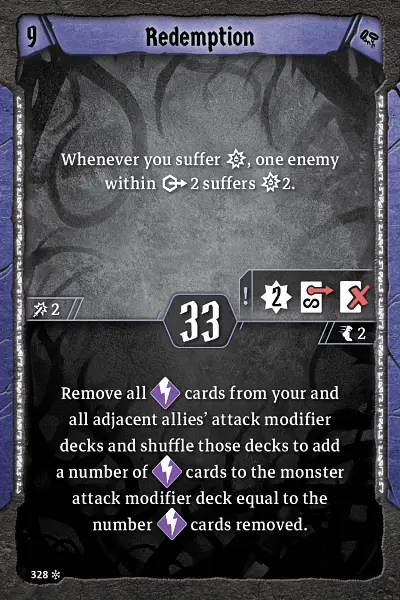 9
Redemption
Whenever you suffer , one enemy
within 2 suffers 2.
2
33
! 2
2
Remove all cards from your and
all adjacent allies’ attack modifier
decks and shuffle those decks to add
a number of cards to the monster
attack modifier deck equal to the
number cards removed.
328